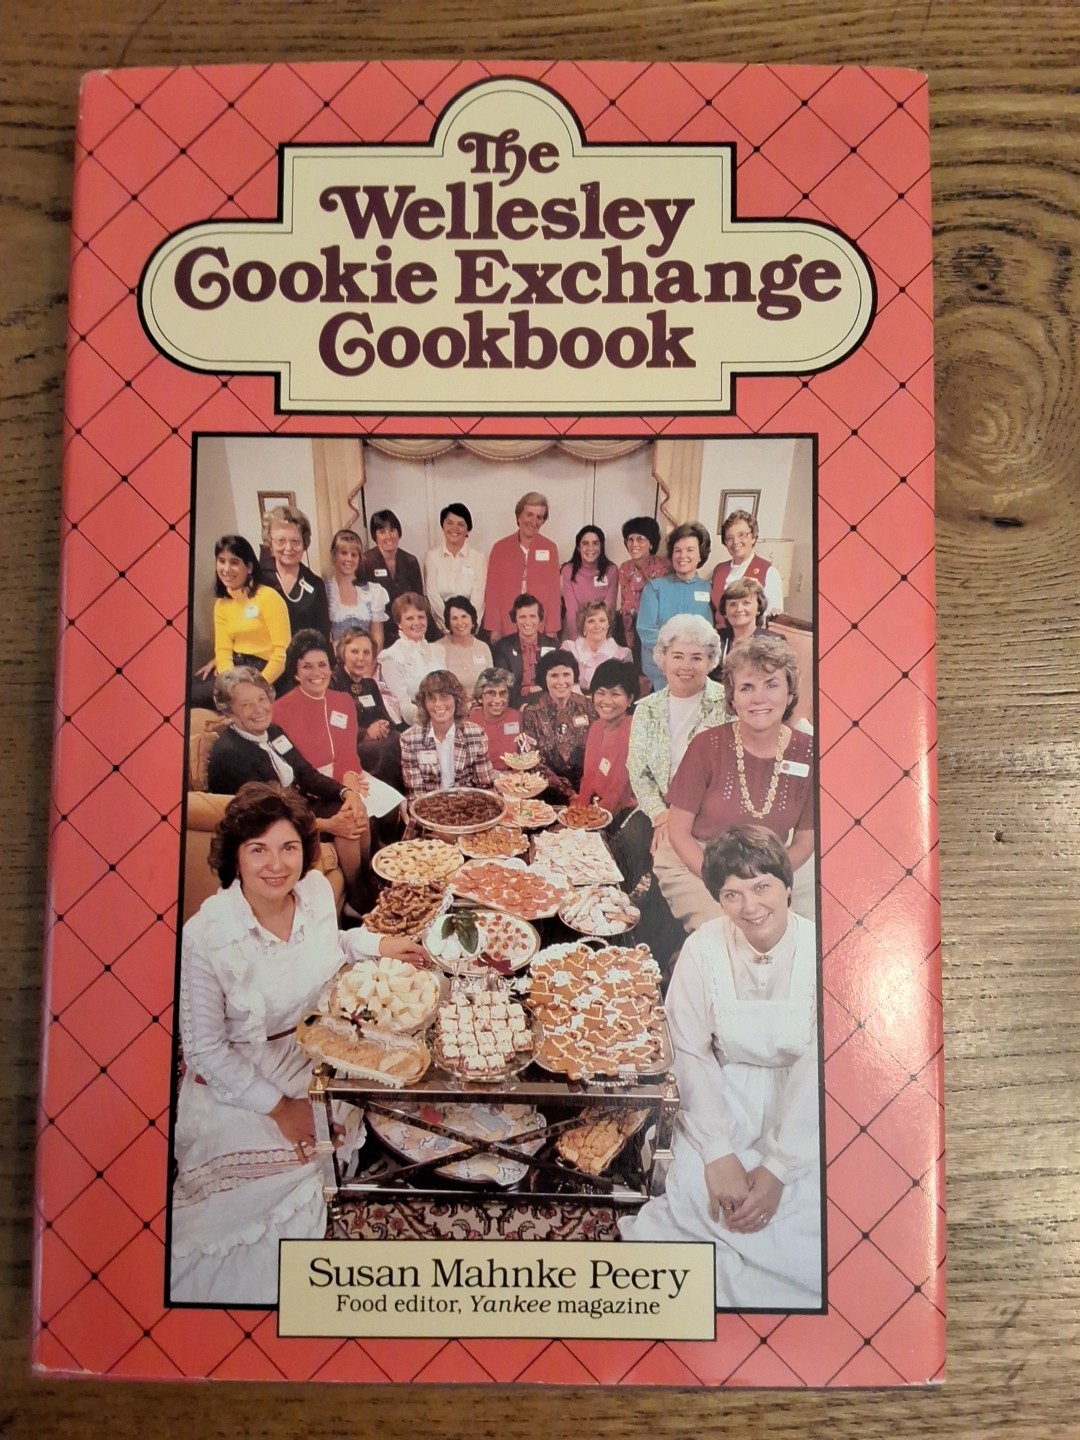 The
Wellesley
Cookie Exchange
Cookbook
Susan Mahnke Peery
Food editor, Yankee magazine